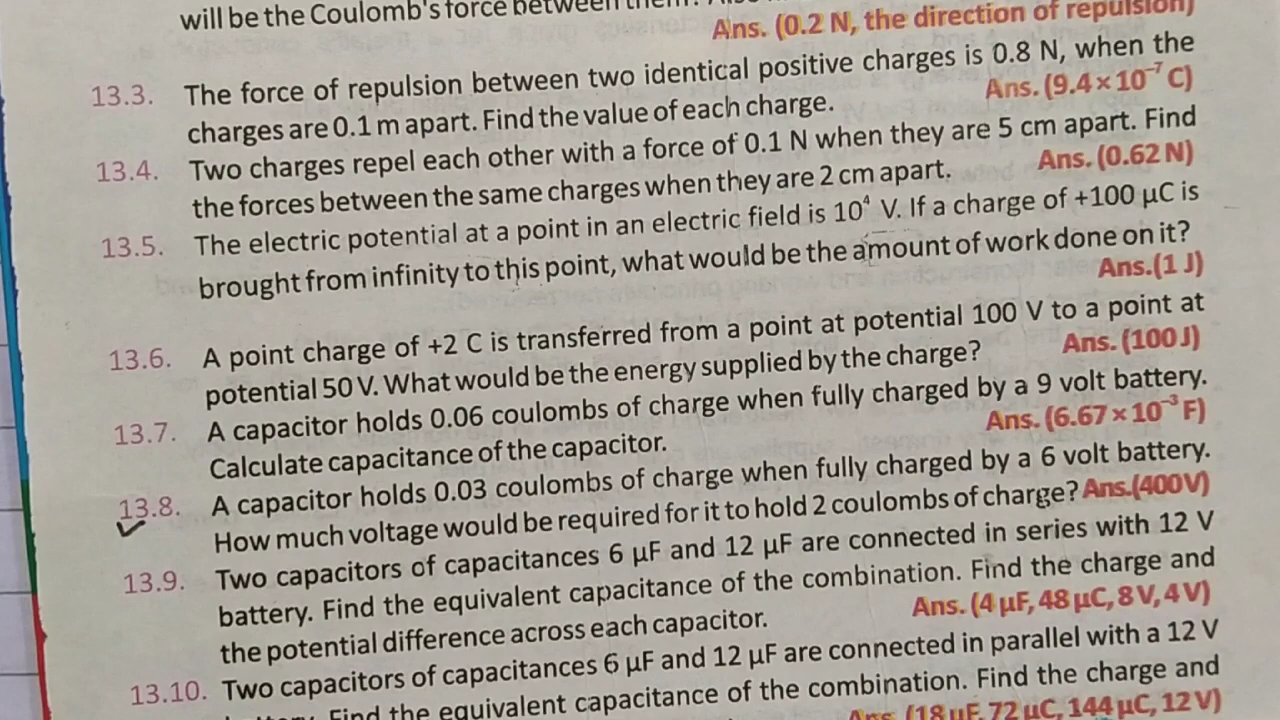 will be the Coulomb's force between them?
Ans. (0.2 N, the direction of repulsion)
13.3. The force of repulsion between two identical positive charges is 0.8 N, when the
charges are 0.1 m apart. Find the value of each charge. Ans. (9.4 × 10⁻⁷ C)
13.4. Two charges repel each other with a force of 0.1 N when they are 5 cm apart. Find
the forces between the same charges when they are 2 cm apart. Ans. (0.62 N)
13.5. The electric potential at a point in an electric field is 10⁴ V. If a charge of +100 μC is
brought from infinity to this point, what would be the amount of work done on it?
Ans.(1 J)
13.6. A point charge of +2 C is transferred from a point at potential 100 V to a point at
potential 50 V. What would be the energy supplied by the charge? Ans. (100 J)
13.7. A capacitor holds 0.06 coulombs of charge when fully charged by a 9 volt battery.
Calculate capacitance of the capacitor. Ans. (6.67 × 10⁻³ F)
13.8. A capacitor holds 0.03 coulombs of charge when fully charged by a 6 volt battery.
How much voltage would be required for it to hold 2 coulombs of charge? Ans.(400 V)
13.9. Two capacitors of capacitances 6 μF and 12 μF are connected in series with 12 V
battery. Find the equivalent capacitance of the combination. Find the charge and
the potential difference across each capacitor. Ans. (4 μF, 48 μC, 8 V, 4 V)
13.10. Two capacitors of capacitances 6 μF and 12 μF are connected in parallel with a 12 V
Find the equivalent capacitance of the combination. Find the charge and
Ans. (18 μF, 72 μC, 144 μC, 12 V)